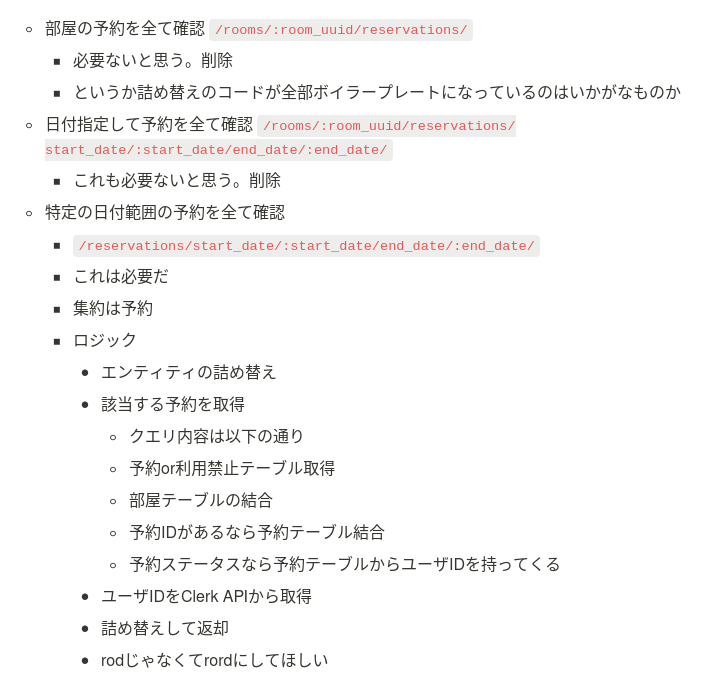 部屋の予約を全て確認 /rooms/:room_uuid/reservations/
必要ないと思う。削除
というか詰め替えのコードが全部ボイラープレートになっているのはいかがなものか
日付指定して予約を全て確認 /rooms/:room_uuid/reservations/
start_date/:start_date/end_date/:end_date/
これも必要ないと思う。削除
特定の日付範囲の予約を全て確認
/reservations/start_date/:start_date/end_date/:end_date/
これは必要だ
集約は予約
ロジック
エンティティの詰め替え
該当する予約を取得
クエリ内容は以下の通り
予約or利用禁止テーブル取得
部屋テーブルの結合
予約IDがあるなら予約テーブル結合
予約ステータスなら予約テーブルからユーザIDを持ってくる
ユーザIDをClerk APIから取得
詰め替えして返却
rodじゃなくてrordにしてほしい